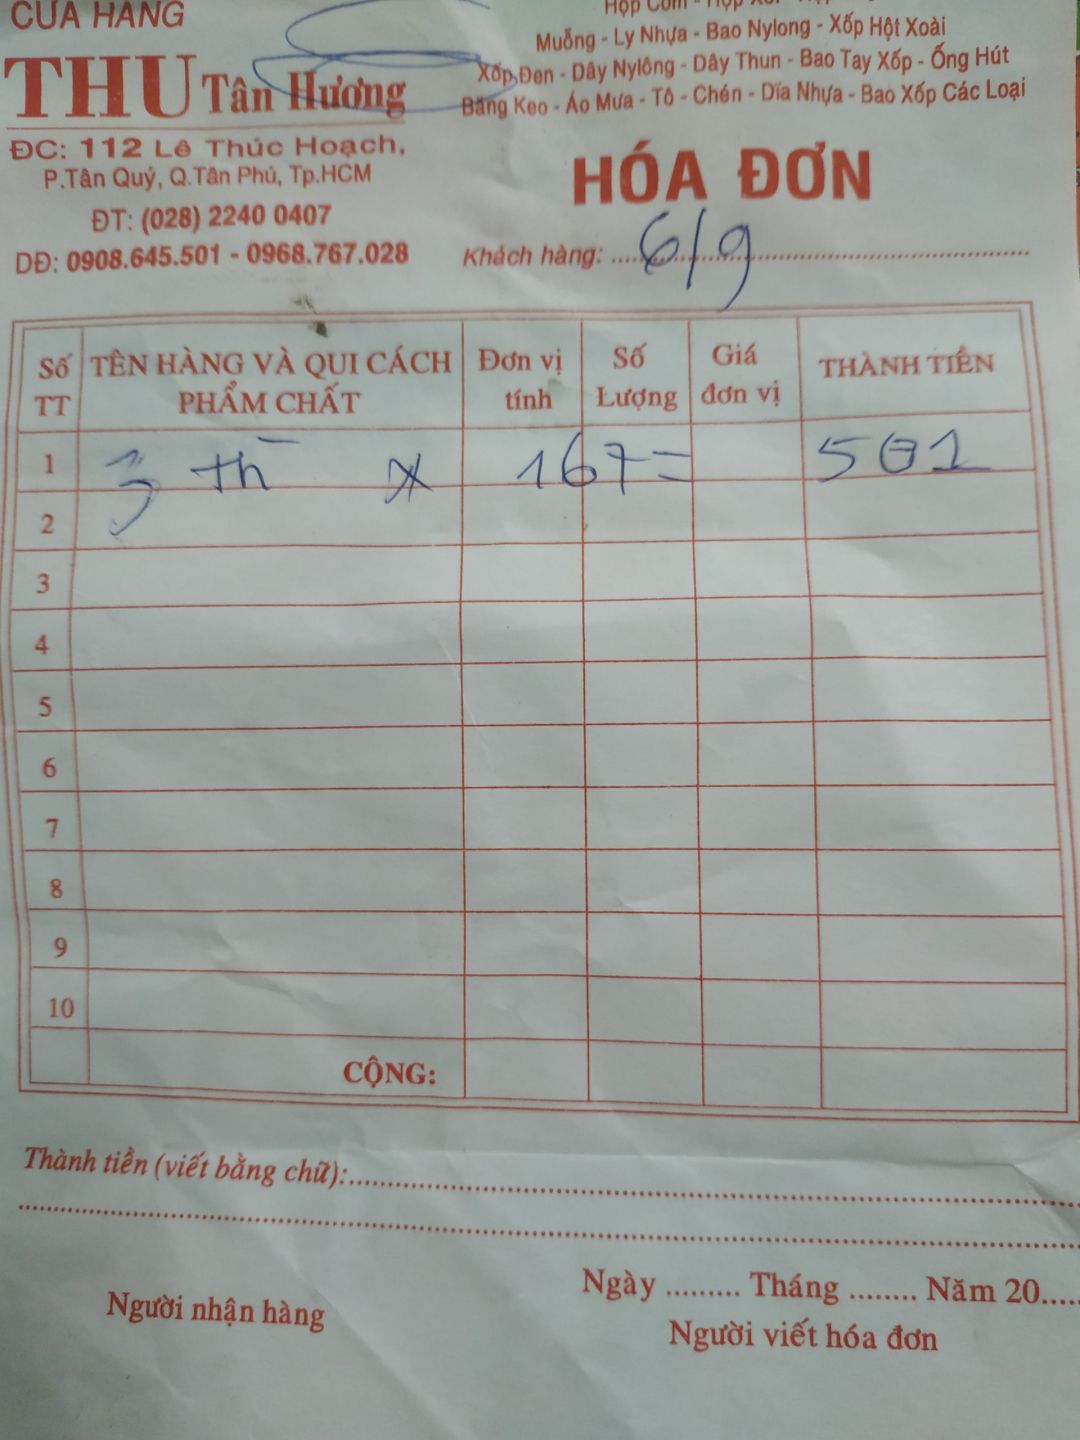 CỬA HÀNG
THU Tân Hương
ĐC: 112 Lê Thúc Hoạch,
P.Tân Quý, Q.Tân Phú, Tp.HCM
ĐT: (028) 2240 0407
DĐ: 0908.645.501 - 0968.767.028
Hộp Cơm - Hộp
Muỗng - Ly Nhựa - Bao Nylong - Xốp Hột Xoài
Xốp Đen - Dây Nylông - Dây Thun - Bao Tay Xốp - Ống Hút
Băng Keo - Áo Mưa - Tô - Chén - Dĩa Nhựa - Bao Xốp Các Loại
HÓA ĐƠN
Khách hàng: 6/9
Số TT TÊN HÀNG VÀ QUI CÁCH PHẨM CHẤT Đơn vị tính Số Lượng Giá đơn vị THÀNH TIỀN
1 3 th x 167 = 501
2
3
4
5
6
7
8
9
10
CỘNG:
Thành tiền (viết bằng chữ):
Ngày ......... Tháng ........ Năm 20.....
Người nhận hàng
Người viết hóa đơn